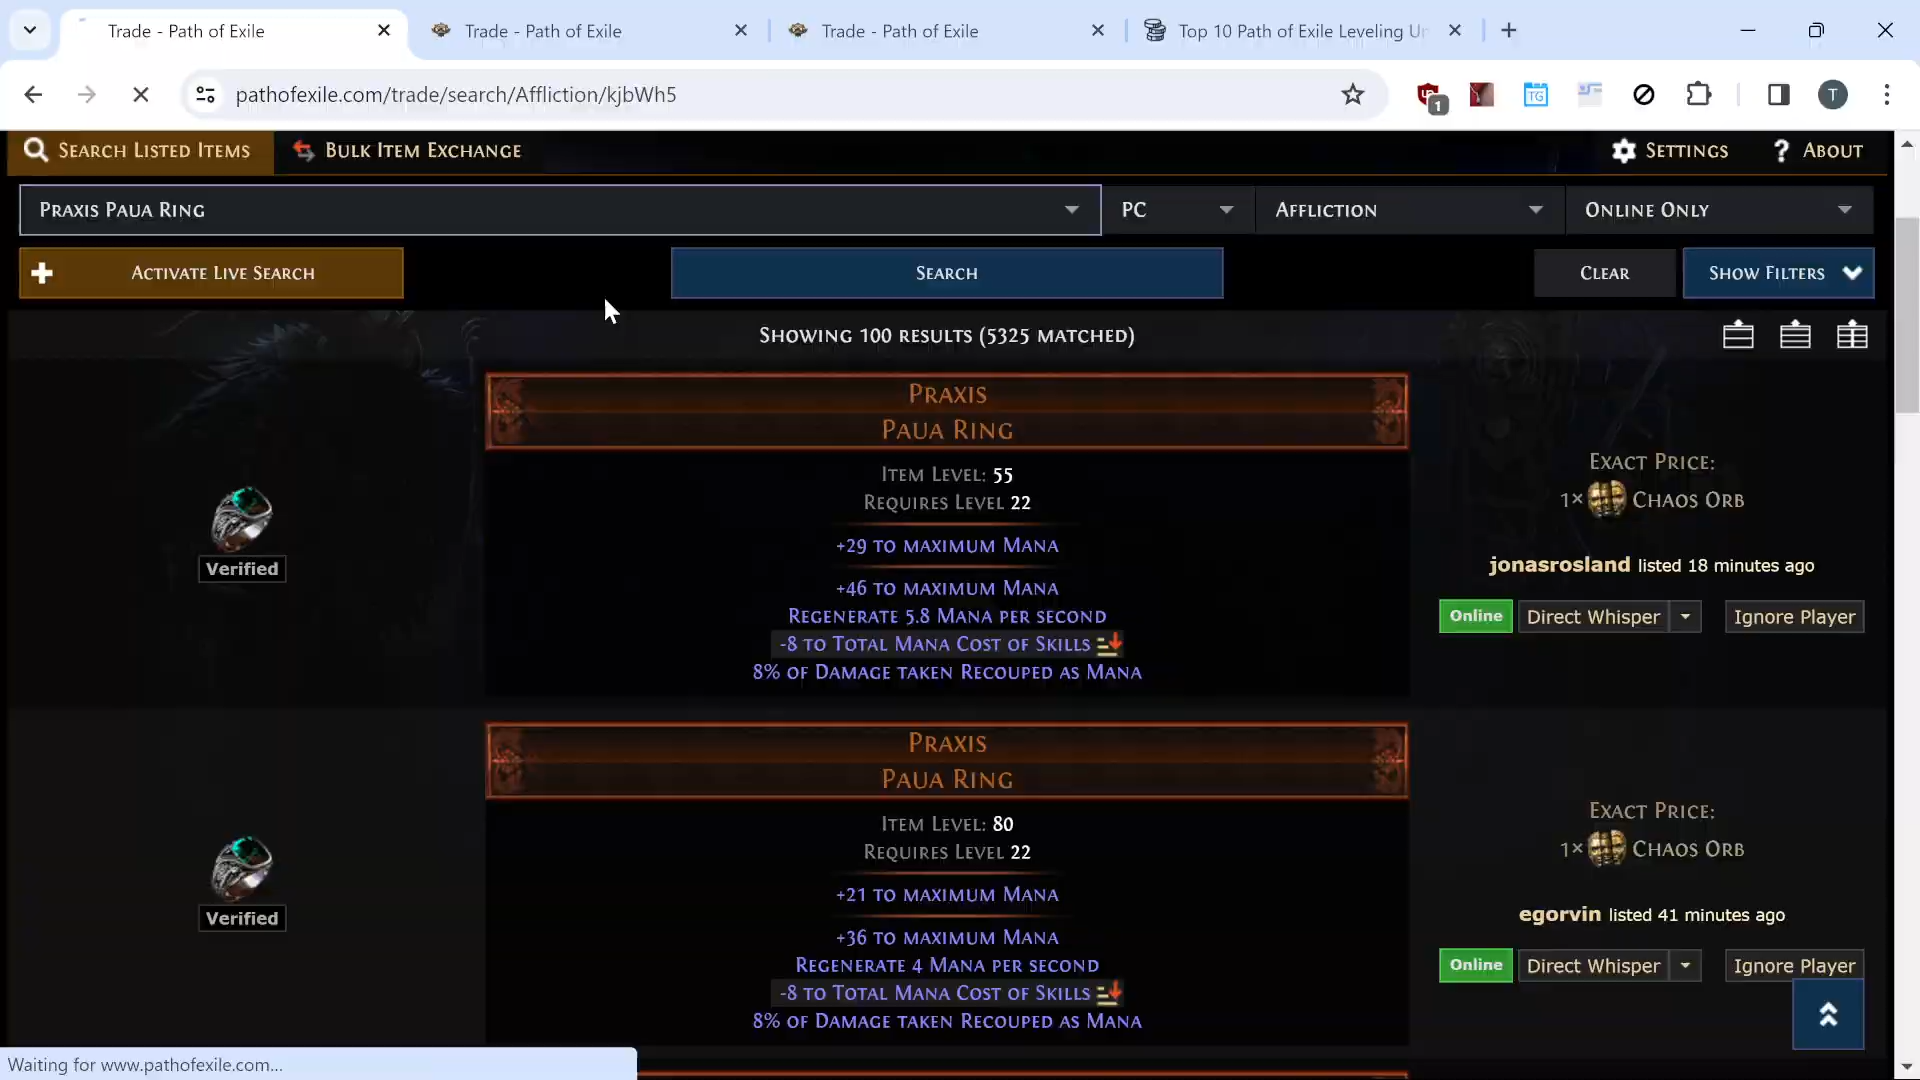 Trade - Path of Exile
Trade - Path of Exile
Trade - Path of Exile
Top 10 Path of Exile Leveling
pathofexile.com/trade/search/Affliction/kjbWh5
1
TG
T
Search Listed Items
Bulk Item Exchange
Settings
? About
Praxis Paua Ring
PC
Affliction
Online Only
Activate Live Search
Search
Clear
Show Filters
Showing 100 results (5325 matched)
Praxis
Paua Ring
Item Level: 55
Requires Level 22
+29 to maximum Mana
+46 to maximum Mana
Regenerate 5.8 Mana per second
-8 to Total Mana Cost of Skills
8% of Damage taken Recouped as Mana
Verified
Exact Price:
1× Chaos Orb
jonasrosland listed 18 minutes ago
Online
Direct Whisper
Ignore Player
Praxis
Paua Ring
Item Level: 80
Requires Level 22
+21 to maximum Mana
+36 to maximum Mana
Regenerate 4 Mana per second
-8 to Total Mana Cost of Skills
8% of Damage taken Recouped as Mana
Verified
Exact Price:
1× Chaos Orb
egorvin listed 41 minutes ago
Online
Direct Whisper
Ignore Player
Waiting for www.pathofexile.com...